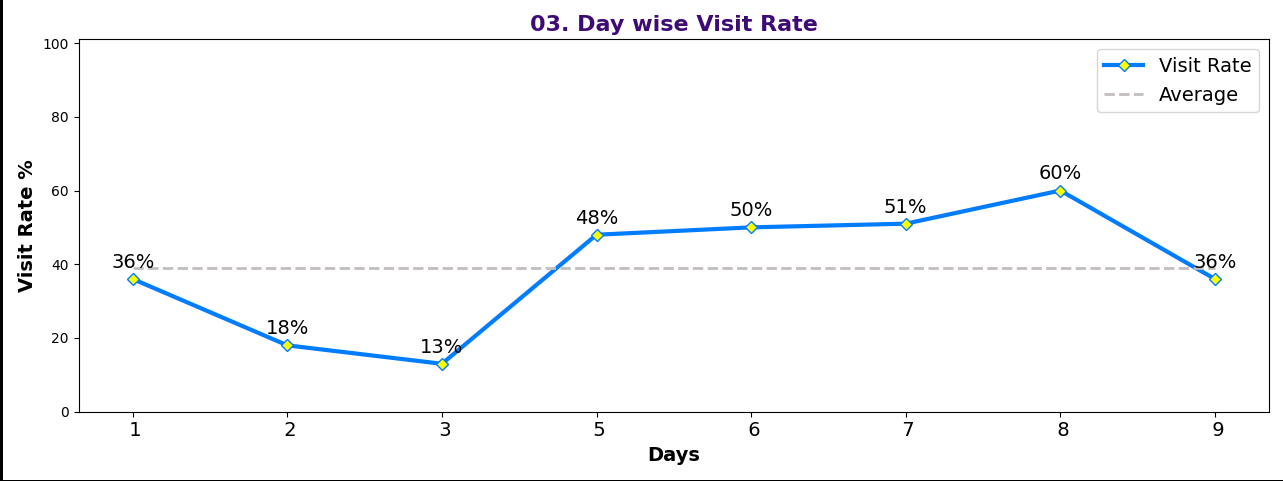 03. Day wise Visit Rate
100
80
60
40
20
0
Visit Rate %
Visit Rate
Average
36%
18%
13%
48%
50%
51%
60%
36%
1 2 3 5 6 7 8 9
Days